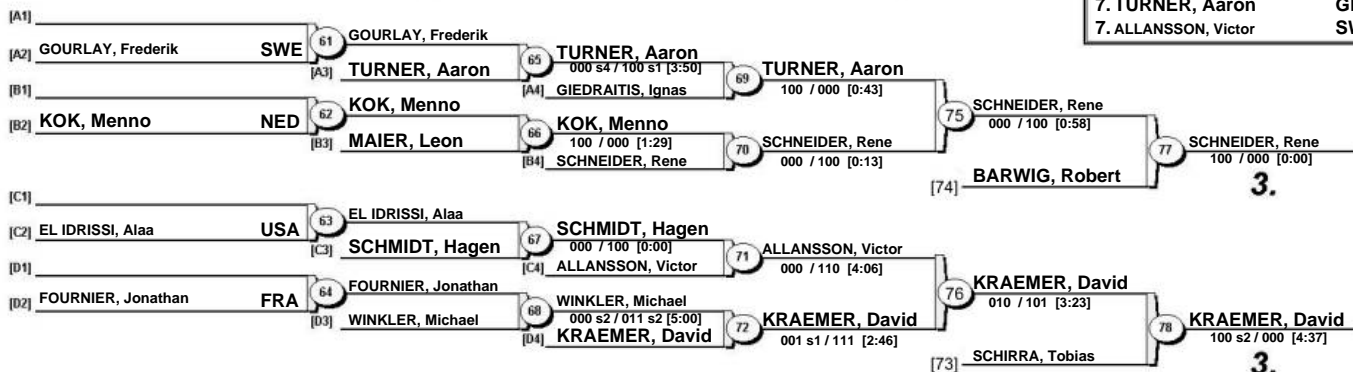 7. TURNER, Aaron
7. ALLANSSON, Victor
[A1]
[A2] GOURLAY, Frederik SWE
61
GOURLAY, Frederik
[A3] TURNER, Aaron
65
TURNER, Aaron
000 s4 / 100 s1 [3:50]
[A4] GIEDRAITIS, Ignas
69
TURNER, Aaron
100 / 000 [0:43]
[B1]
[B2] KOK, Menno NED
62
KOK, Menno
[B3] MAIER, Leon
66
KOK, Menno
100 / 000 [1:29]
[B4] SCHNEIDER, Rene
70
SCHNEIDER, Rene
000 / 100 [0:13]
75
SCHNEIDER, Rene
000 / 100 [0:58]
[74] BARWIG, Robert
77
SCHNEIDER, Rene
100 / 000 [0:00]
3.
[C1]
[C2] EL IDRISSI, Alaa USA
63
EL IDRISSI, Alaa
[C3] SCHMIDT, Hagen
67
SCHMIDT, Hagen
000 / 100 [0:00]
[C4] ALLANSSON, Victor
71
ALLANSSON, Victor
000 / 110 [4:06]
[D1]
[D2] FOURNIER, Jonathan FRA
64
FOURNIER, Jonathan
[D3] WINKLER, Michael
68
WINKLER, Michael
000 s2 / 011 s2 [5:00]
[D4] KRAEMER, David
72
KRAEMER, David
001 s1 / 111 [2:46]
76
KRAEMER, David
010 / 101 [3:23]
[73] SCHIRRA, Tobias
78
KRAEMER, David
100 s2 / 000 [4:37]
3.